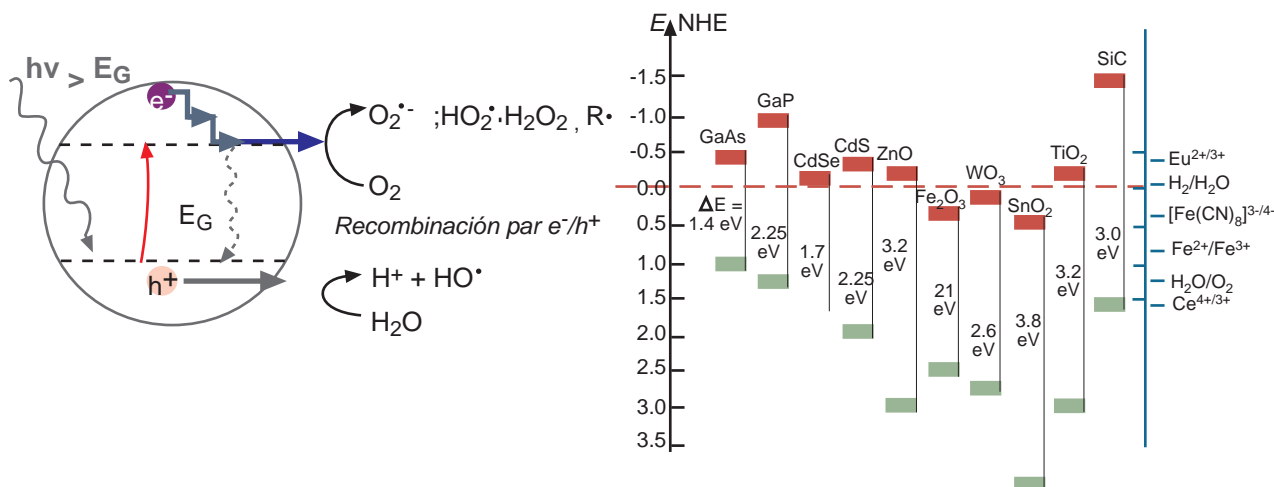 hν > E_G
e-
O2•- ;HO2•·H2O2 , R•
O2
E_G
Recombinación par e-/h+
h+
H+ + HO•
H2O
E NHE
-1.5
-1.0
-0.5
0.0
0.5
1.0
1.5
2.0
2.5
3.0
3.5
GaAs
ΔE =
1.4 eV
GaP
2.25
eV
CdSe
1.7
eV
CdS
2.25
eV
ZnO
3.2
eV
Fe2O3
21
eV
WO3
2.6
eV
SnO2
3.8
eV
TiO2
3.2
eV
SiC
3.0
eV
Eu2+/3+
H2/H2O
[Fe(CN)8]3-/4-
Fe2+/Fe3+
H2O/O2
Ce4+/3+